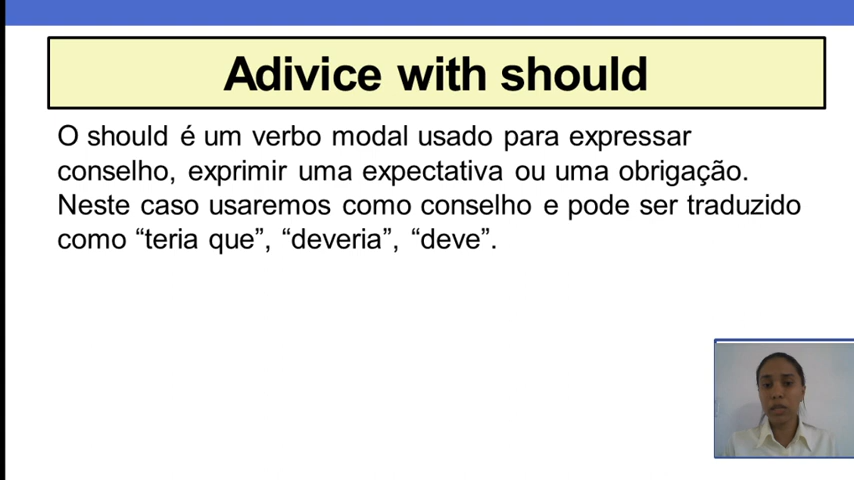 Adivice with should
O should é um verbo modal usado para expressar
conselho, exprimir uma expectativa ou uma obrigação.
Neste caso usaremos como conselho e pode ser traduzido
como “teria que”, “deveria”, “deve”.